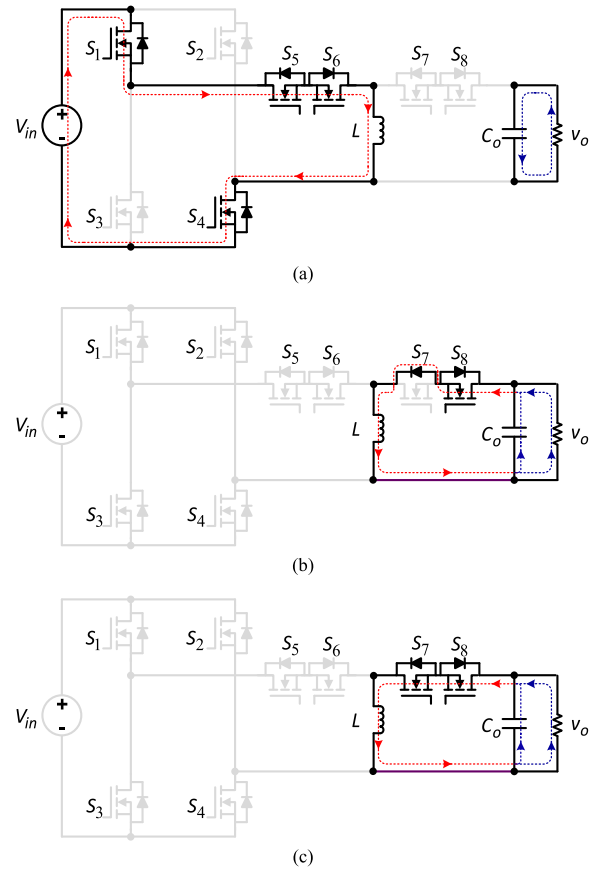 S1 S2
S5 S6 S7 S8
Vin + - L Co vo
S3 S4
(a)
S1 S2
S5 S6 S7 S8
Vin + - L Co vo
S3 S4
(b)
S1 S2
S5 S6 S7 S8
Vin + - L Co vo
S3 S4
(c)